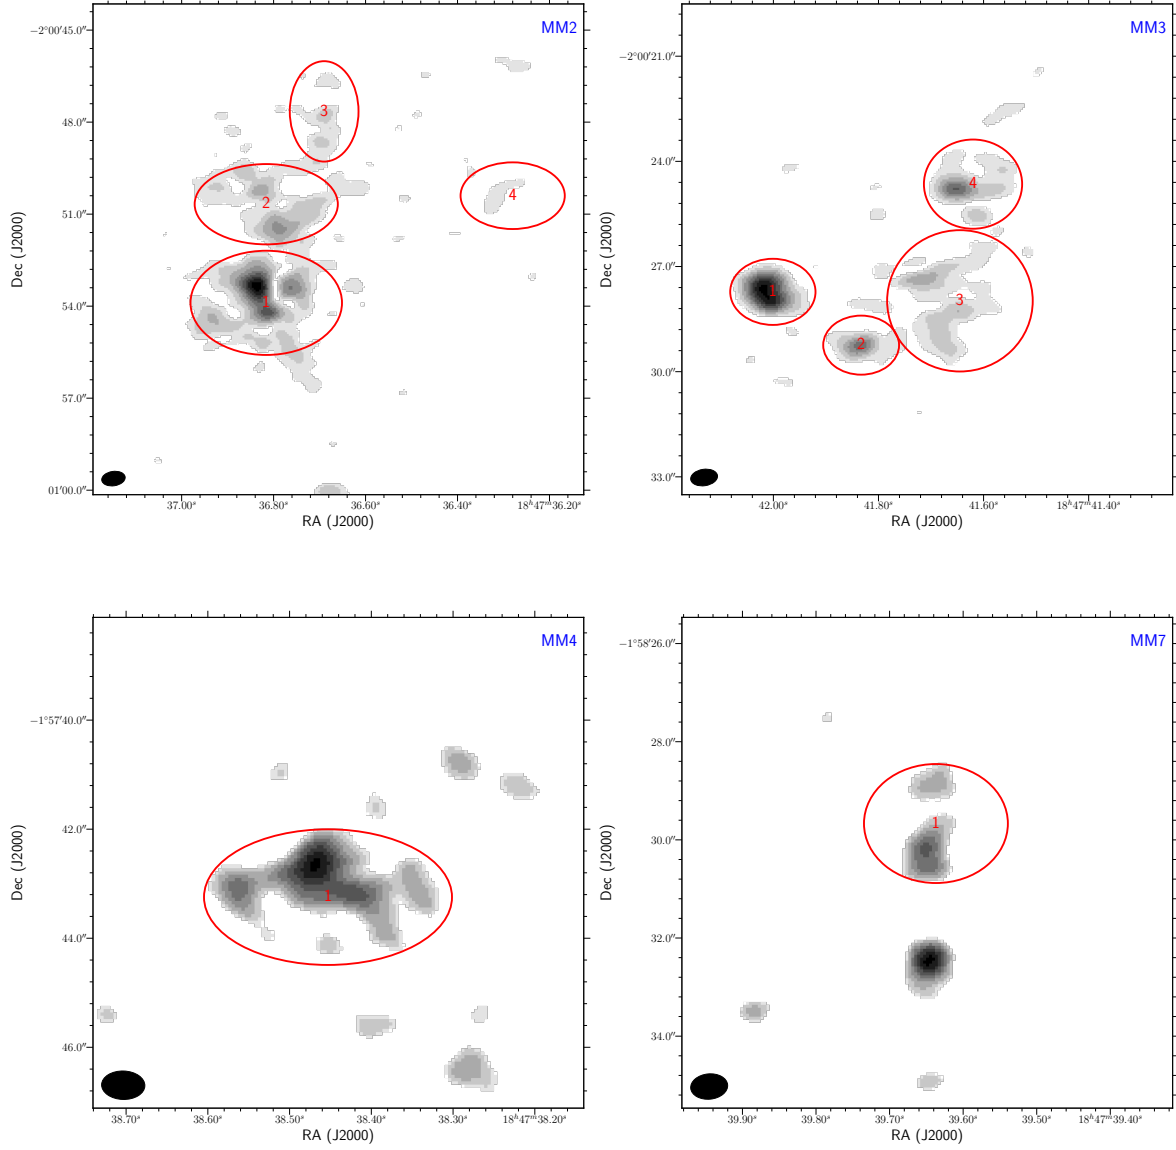 MM2
−2°00′45.0″
48.0″
51.0″
54.0″
57.0″
01′00.0″
Dec (J2000)
3
2
4
1
37.00ˢ 36.80ˢ 36.60ˢ 36.40ˢ 18ʰ47ᵐ36.20ˢ
RA (J2000)
MM3
−2°00′21.0″
24.0″
27.0″
30.0″
33.0″
Dec (J2000)
4
1
3
2
42.00ˢ 41.80ˢ 41.60ˢ 18ʰ47ᵐ41.40ˢ
RA (J2000)
MM4
−1°57′40.0″
42.0″
44.0″
46.0″
Dec (J2000)
1
38.70ˢ 38.60ˢ 38.50ˢ 38.40ˢ 38.30ˢ 18ʰ47ᵐ38.20ˢ
RA (J2000)
MM7
−1°58′26.0″
28.0″
30.0″
32.0″
34.0″
Dec (J2000)
1
39.90ˢ 39.80ˢ 39.70ˢ 39.60ˢ 39.50ˢ 18ʰ47ᵐ39.40ˢ
RA (J2000)